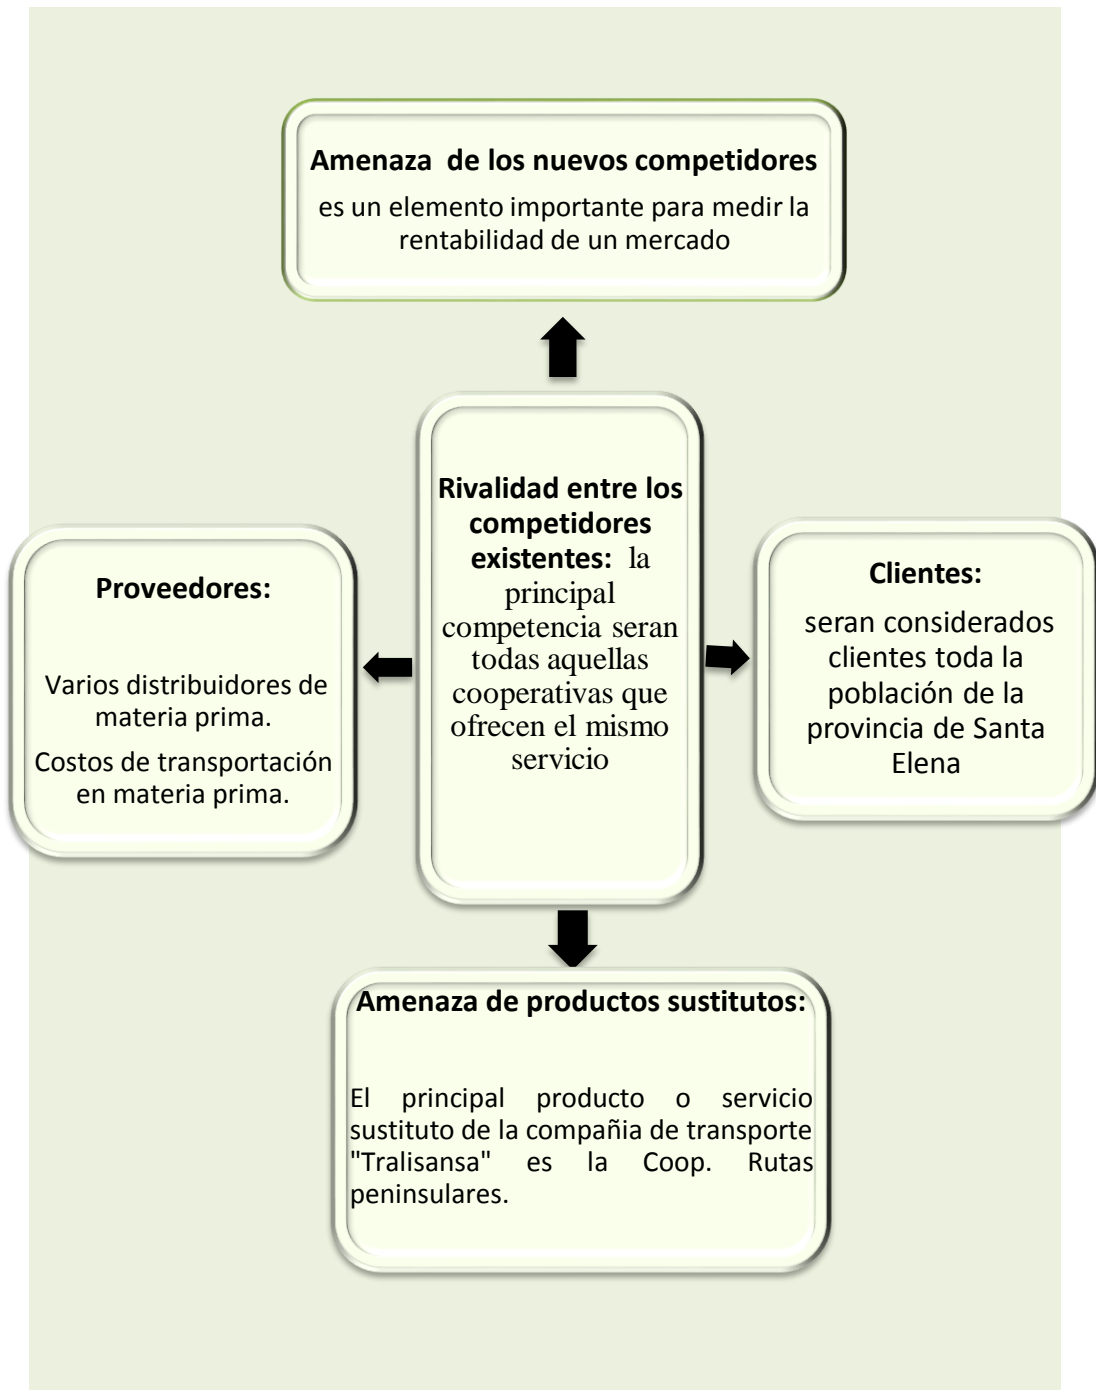 Amenaza de los nuevos competidores
es un elemento importante para medir la
rentabilidad de un mercado
Proveedores:
Varios distribuidores de
materia prima.
Costos de transportación
en materia prima.
Rivalidad entre los
competidores
existentes: la
principal
competencia seran
todas aquellas
cooperativas que
ofrecen el mismo
servicio
Clientes:
seran considerados
clientes toda la
población de la
provincia de Santa
Elena
Amenaza de productos sustitutos:
El principal producto o servicio
sustituto de la compañia de transporte
"Tralisansa" es la Coop. Rutas
peninsulares.